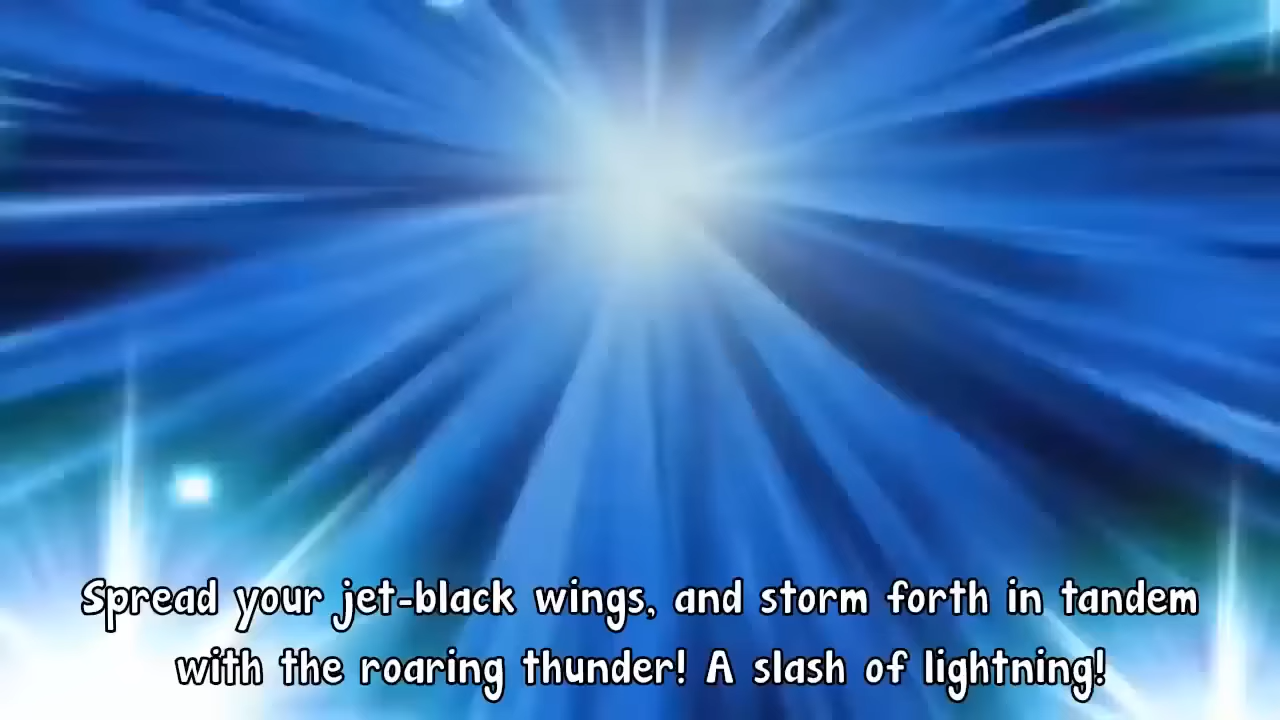 Spread your jet-black wings, and storm forth in tandem
with the roaring thunder! A slash of lightning!